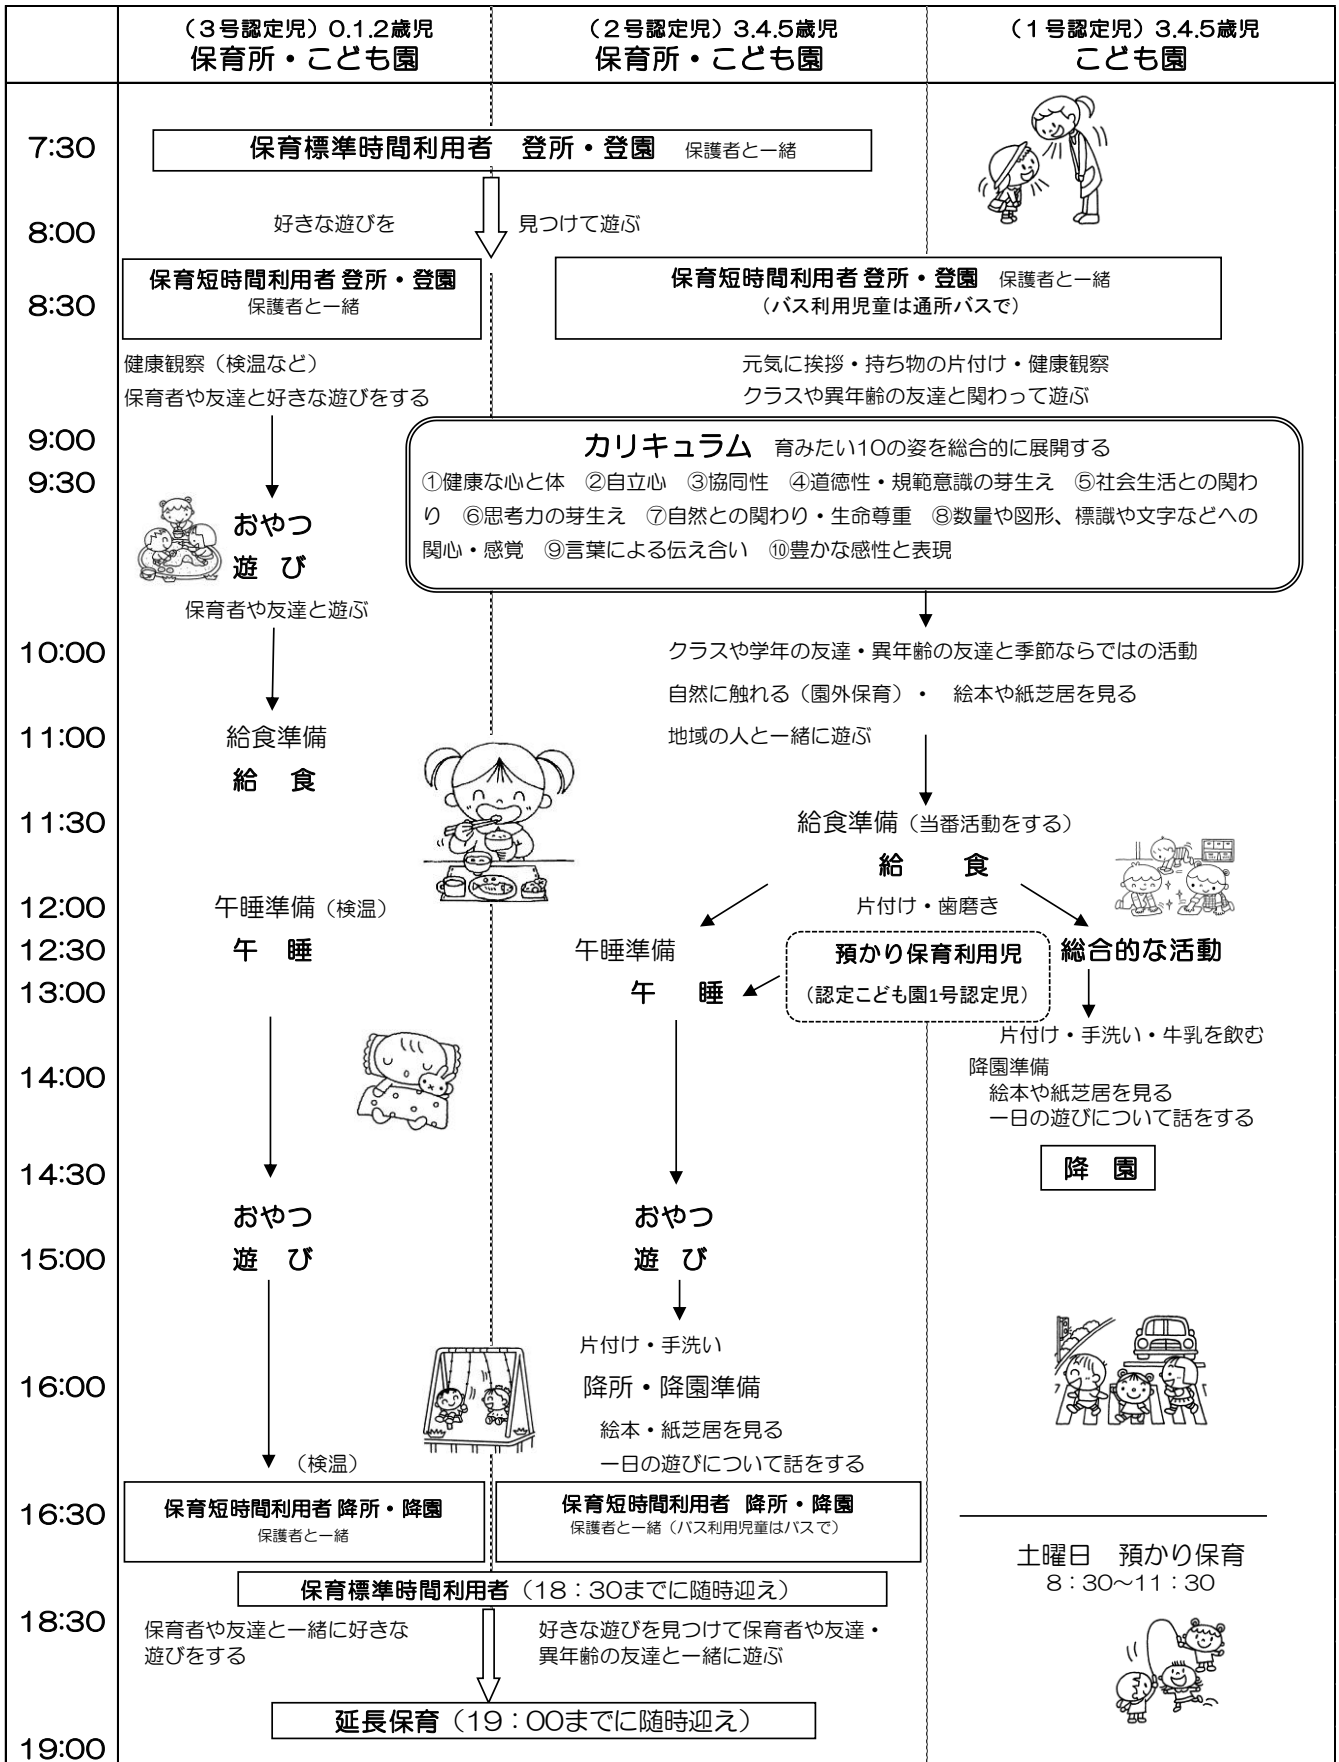 （３号認定児）0.1.2歳児
保育所・こども園
（２号認定児）3.4.5歳児
保育所・こども園
（１号認定児）3.4.5歳児
こども園
7:30
保育標準時間利用者　登所・登園　保護者と一緒
8:00
好きな遊びを　見つけて遊ぶ
8:30
保育短時間利用者 登所・登園
保護者と一緒
保育短時間利用者 登所・登園　保護者と一緒
（バス利用児童は通所バスで）
健康観察（検温など）
保育者や友達と好きな遊びをする
元気に挨拶・持ち物の片付け・健康観察
クラスや異年齢の友達と関わって遊ぶ
9:00
9:30
カリキュラム　育みたい10の姿を総合的に展開する
①健康な心と体　②自立心　③協同性　④道徳性・規範意識の芽生え　⑤社会生活との関わ
り　⑥思考力の芽生え　⑦自然との関わり・生命尊重　⑧数量や図形、標識や文字などへの
関心・感覚　⑨言葉による伝え合い　⑩豊かな感性と表現
おやつ
遊　び
保育者や友達と遊ぶ
10:00
クラスや学年の友達・異年齢の友達と季節ならではの活動
自然に触れる（園外保育）・　絵本や紙芝居を見る
地域の人と一緒に遊ぶ
11:00
給食準備
給　食
11:30
給食準備（当番活動をする）
給　　食
片付け・歯磨き
12:00
午睡準備（検温）
12:30
午　睡
午睡準備
預かり保育利用児
（認定こども園1号認定児）
総合的な活動
13:00
午　　睡
片付け・手洗い・牛乳を飲む
14:00
降園準備
絵本や紙芝居を見る
一日の遊びについて話をする
14:30
降　園
おやつ
遊　び
おやつ
遊　び
15:00
片付け・手洗い
16:00
降所・降園準備
絵本・紙芝居を見る
一日の遊びについて話をする
（検温）
16:30
保育短時間利用者 降所・降園
保護者と一緒
保育短時間利用者　降所・降園
保護者と一緒（バス利用児童はバスで）
土曜日　預かり保育
８：３０～１１：３０
保育標準時間利用者（18：30までに随時迎え）
18:30
保育者や友達と一緒に好きな
遊びをする
好きな遊びを見つけて保育者や友達・
異年齢の友達と一緒に遊ぶ
延長保育（19：00までに随時迎え）
19:00